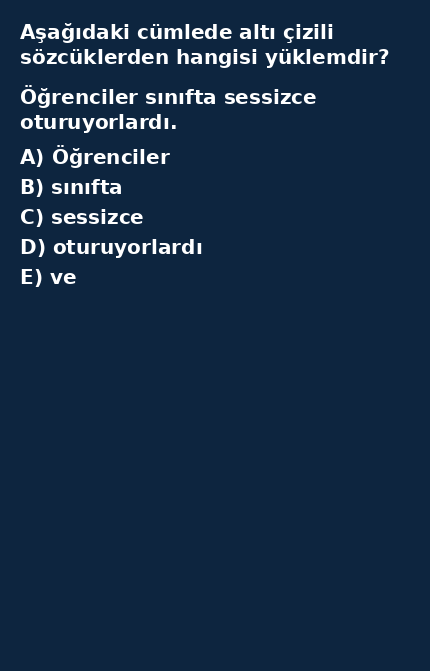 Aşağıdaki cümlede altı çizili
sözcüklerden hangisi yüklemdir?
Öğrenciler sınıfta sessizce
oturuyorlardı.
A) Öğrenciler
B) sınıfta
C) sessizce
D) oturuyorlardı
E) ve